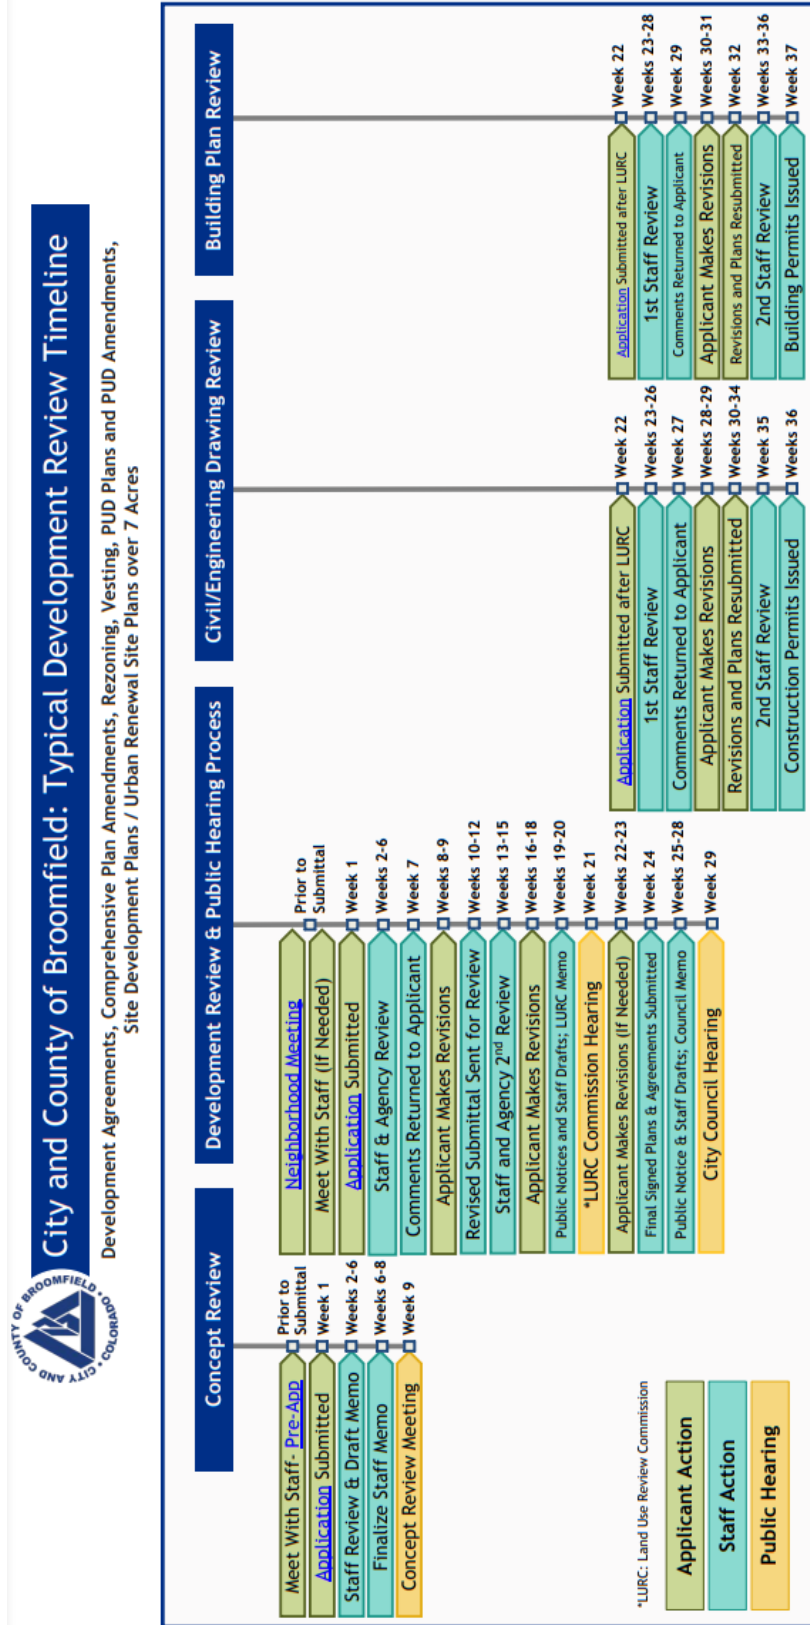 CITY AND COUNTY OF BROOMFIELD • COLORADO •
City and County of Broomfield: Typical Development Review Timeline
Development Agreements, Comprehensive Plan Amendments, Rezoning, Vesting, PUD Plans and PUD Amendments,
Site Development Plans / Urban Renewal Site Plans over 7 Acres
Concept Review
Meet With Staff- Pre-App
Prior to
Submittal
Application Submitted
Week 1
Staff Review & Draft Memo
Weeks 2-6
Finalize Staff Memo
Weeks 6-8
Concept Review Meeting
Week 9
Development Review & Public Hearing Process
Neighborhood Meeting
Meet With Staff (If Needed)
Prior to
Submittal
Application Submitted
Week 1
Staff & Agency Review
Weeks 2-6
Comments Returned to Applicant
Week 7
Applicant Makes Revisions
Weeks 8-9
Revised Submittal Sent for Review
Weeks 10-12
Staff and Agency 2nd Review
Weeks 13-15
Applicant Makes Revisions
Weeks 16-18
Public Notices and Staff Drafts; LURC Memo
Weeks 19-20
*LURC Commission Hearing
Week 21
Applicant Makes Revisions (If Needed)
Weeks 22-23
Final Signed Plans & Agreements Submitted
Week 24
Public Notice & Staff Drafts; Council Memo
Weeks 25-28
City Council Hearing
Week 29
Civil/Engineering Drawing Review
Application Submitted after LURC
Week 22
1st Staff Review
Weeks 23-26
Comments Returned to Applicant
Week 27
Applicant Makes Revisions
Weeks 28-29
Revisions and Plans Resubmitted
Weeks 30-34
2nd Staff Review
Week 35
Construction Permits Issued
Weeks 36
Building Plan Review
Application Submitted after LURC
Week 22
1st Staff Review
Weeks 23-28
Comments Returned to Applicant
Week 29
Applicant Makes Revisions
Weeks 30-31
Revisions and Plans Resubmitted
Week 32
2nd Staff Review
Weeks 33-36
Building Permits Issued
Week 37
*LURC: Land Use Review Commission
Applicant Action
Staff Action
Public Hearing